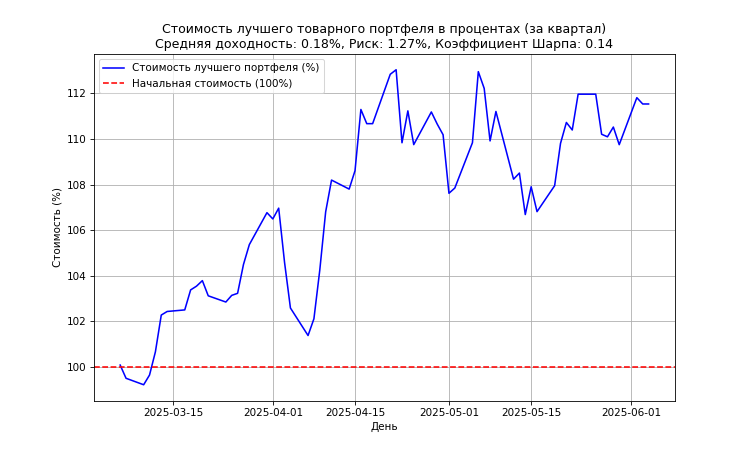 Стоимость лучшего товарного портфеля в процентах (за квартал)
Средняя доходность: 0.18%, Риск: 1.27%, Коэффициент Шарпа: 0.14
Стоимость лучшего портфеля (%)
Начальная стоимость (100%)
Стоимость (%)
112
110
108
106
104
102
100
2025-03-15
2025-04-01
2025-04-15
2025-05-01
2025-05-15
2025-06-01
День